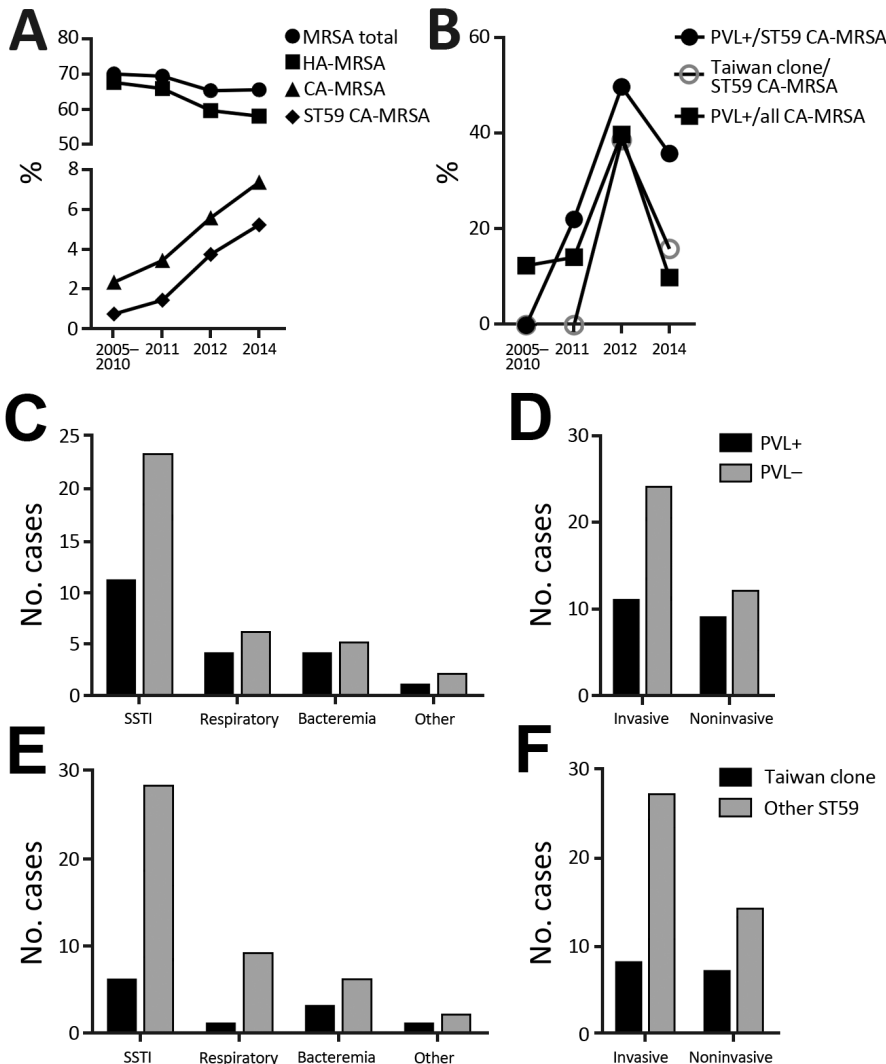 A
80
70
60
50
8
6
4
2
0
%
2005–
2010
2011
2012
2014
MRSA total
HA-MRSA
CA-MRSA
ST59 CA-MRSA
B
60
40
20
0
%
2005–
2010
2011
2012
2014
PVL+/ST59 CA-MRSA
Taiwan clone/
ST59 CA-MRSA
PVL+/all CA-MRSA
C
25
20
15
10
5
0
No. cases
SSTI
Respiratory
Bacteremia
Other
D
30
20
10
0
No. cases
Invasive
Noninvasive
PVL+
PVL–
E
30
20
10
0
No. cases
SSTI
Respiratory
Bacteremia
Other
F
30
20
10
0
No. cases
Invasive
Noninvasive
Taiwan clone
Other ST59